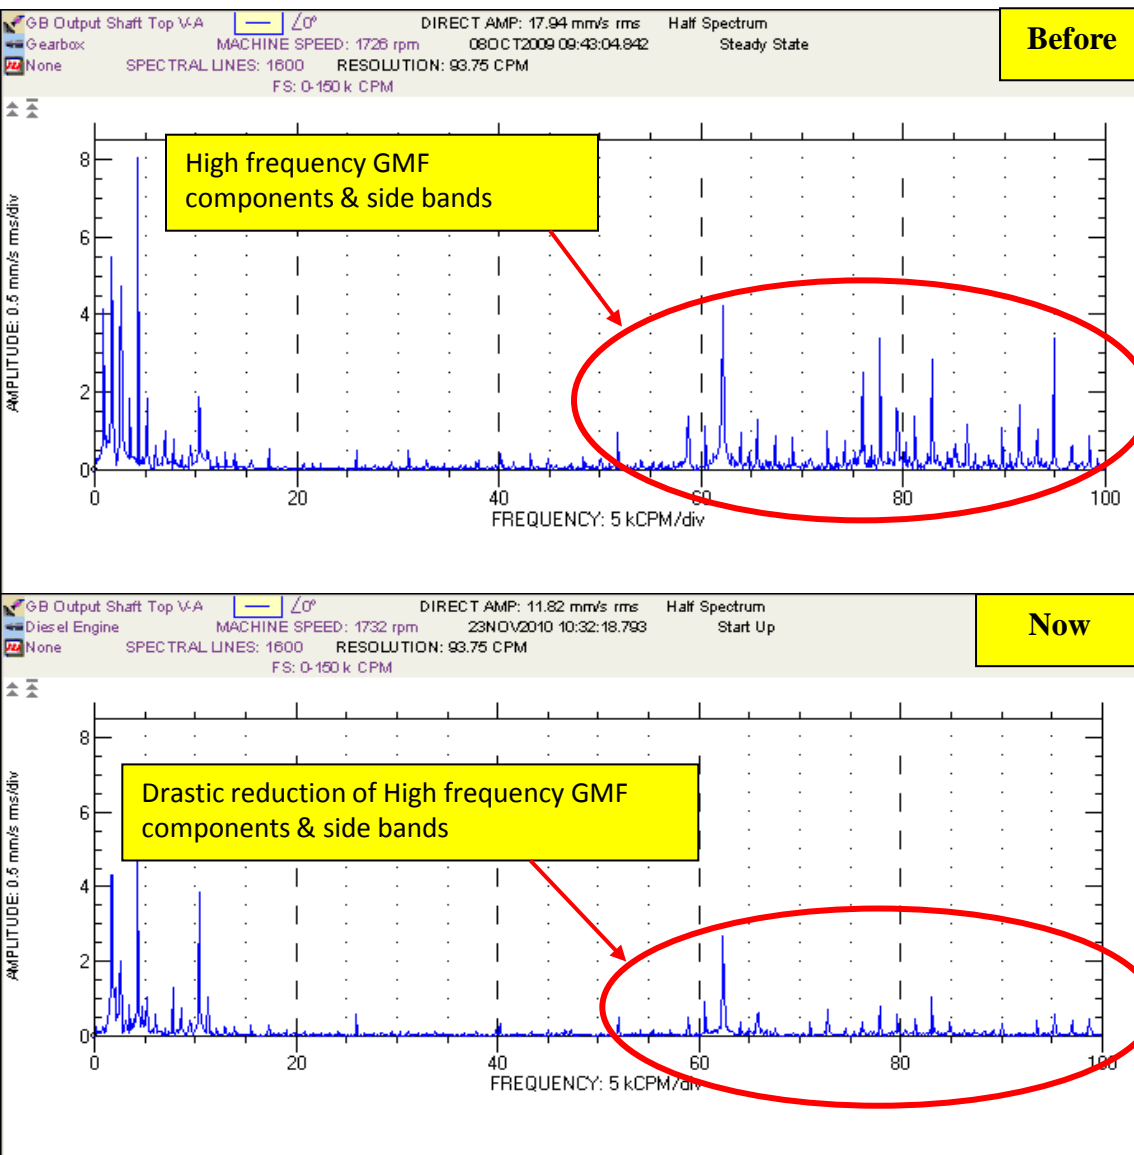 GB Output Shaft Top V-A ∠0° DIRECT AMP: 17.94 mm/s rms Half Spectrum
Gearbox MACHINE SPEED: 1726 rpm 08OCT2009 09:43:04.842 Steady State
None SPECTRAL LINES: 1600 RESOLUTION: 93.75 CPM
FS: 0-150 k CPM
Before
High frequency GMF
components & side bands
AMPLITUDE: 0.5 mm/s rms/div
8
6
4
2
0
0 20 40 60 80 100
FREQUENCY: 5 kCPM/div
GB Output Shaft Top V-A ∠0° DIRECT AMP: 11.82 mm/s rms Half Spectrum
Diesel Engine MACHINE SPEED: 1732 rpm 23NOV2010 10:32:18.793 Start Up
None SPECTRAL LINES: 1600 RESOLUTION: 93.75 CPM
FS: 0-150 k CPM
Now
Drastic reduction of High frequency GMF
components & side bands
AMPLITUDE: 0.5 mm/s rms/div
8
6
4
2
0
0 20 40 60 80 100
FREQUENCY: 5 kCPM/div